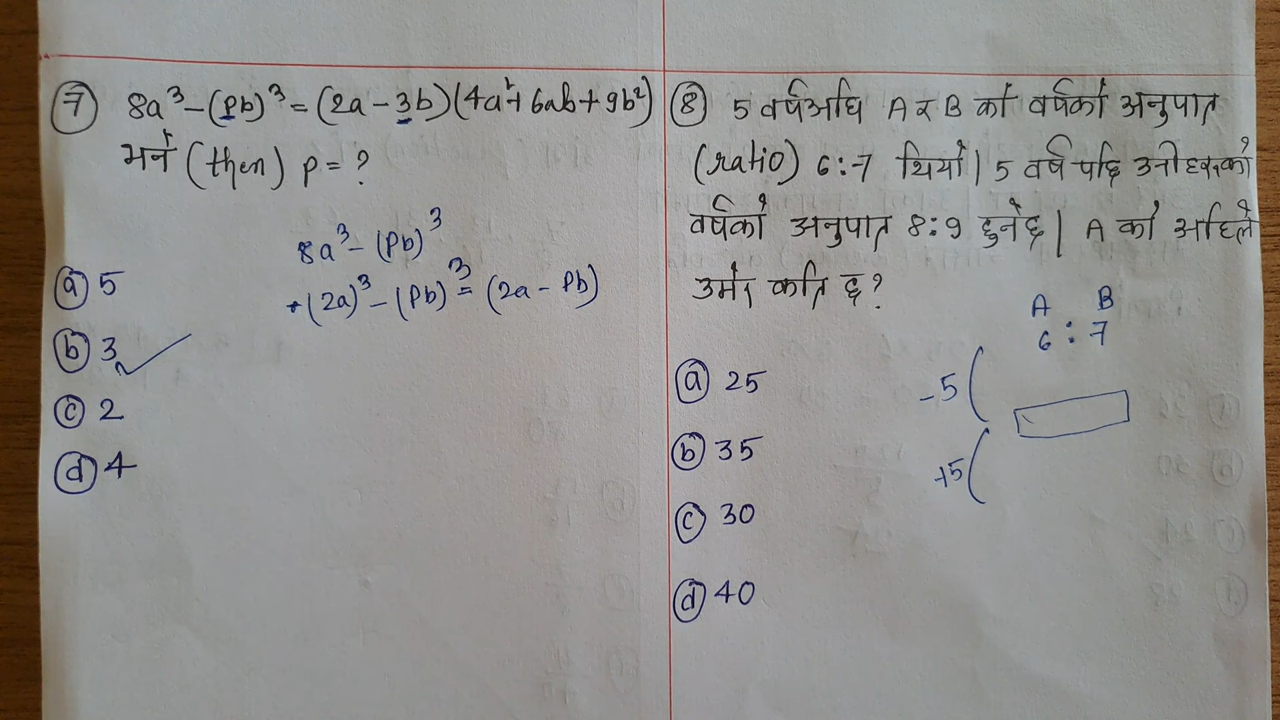 ⑦ 8a³-(pb)³=(2a-3b)(4a²+6ab+9b²)
भने (then) p=?
8a³-(pb)³
(2a)³-(pb)³=(2a-pb)
ⓐ 5
ⓑ 3
ⓒ 2
ⓓ 4
⑧ 5 वर्षअघि A र B को वर्षको अनुपात
(ratio) 6:7 थियो। 5 वर्ष पछि उनीहरुको
वर्षको अनुपात 8:9 हुनेछ। A को अहिले
उमेर कति छ?
A B
6:7
-5
+5
ⓐ 25
ⓑ 35
ⓒ 30
ⓓ 40